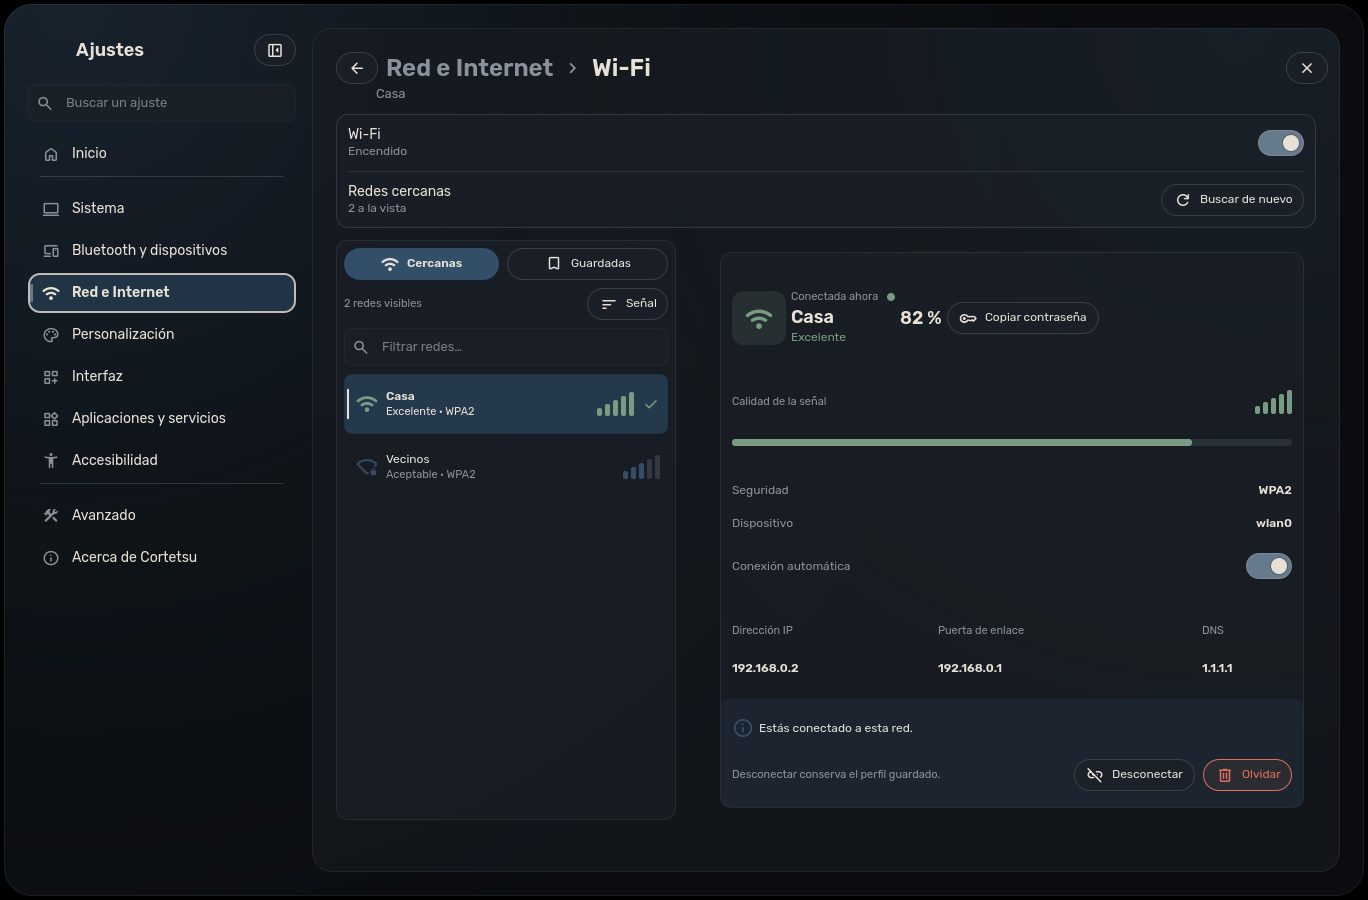 Ajustes
Buscar un ajuste
Inicio
Sistema
Bluetooth y dispositivos
Red e Internet
Personalización
Interfaz
Aplicaciones y servicios
Accesibilidad
Avanzado
Acerca de Cortetsu
Red e Internet › Wi-Fi
Casa
Wi-Fi
Encendido
Redes cercanas
2 a la vista
Buscar de nuevo
Cercanas
Guardadas
2 redes visibles
Señal
Filtrar redes...
Casa
Excelente • WPA2
Vecinos
Aceptable • WPA2
Conectada ahora
Casa
Excelente
82 %
Copiar contraseña
Calidad de la señal
Seguridad WPA2
Dispositivo wlan0
Conexión automática
Dirección IP Puerta de enlace DNS
192.168.0.2 192.168.0.1 1.1.1.1
Estás conectado a esta red.
Desconectar conserva el perfil guardado.
Desconectar
Olvidar